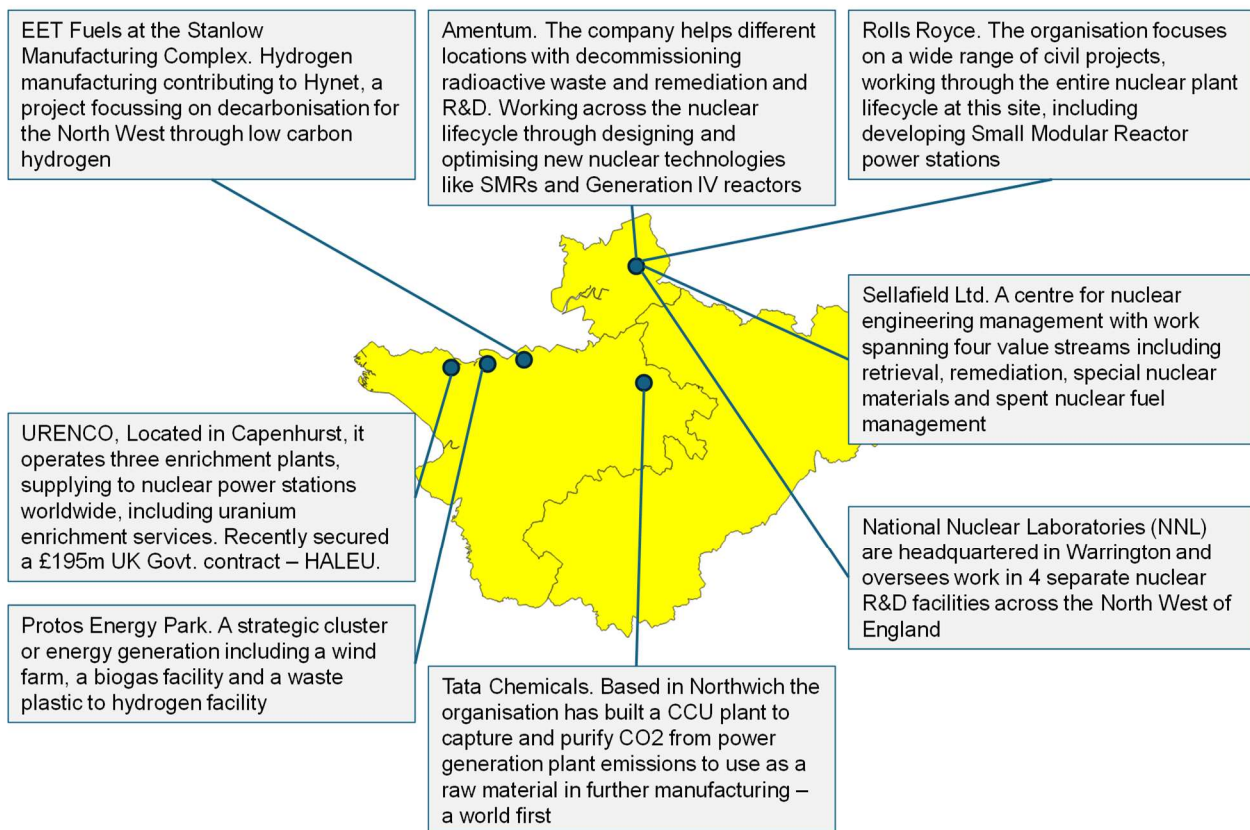 EET Fuels at the Stanlow
Manufacturing Complex. Hydrogen
manufacturing contributing to Hynet, a
project focussing on decarbonisation for
the North West through low carbon
hydrogen
Amentum. The company helps different
locations with decommissioning
radioactive waste and remediation and
R&D. Working across the nuclear
lifecycle through designing and
optimising new nuclear technologies
like SMRs and Generation IV reactors
Rolls Royce. The organisation focuses
on a wide range of civil projects,
working through the entire nuclear plant
lifecycle at this site, including
developing Small Modular Reactor
power stations
Sellafield Ltd. A centre for nuclear
engineering management with work
spanning four value streams including
retrieval, remediation, special nuclear
materials and spent nuclear fuel
management
URENCO, Located in Capenhurst, it
operates three enrichment plants,
supplying to nuclear power stations
worldwide, including uranium
enrichment services. Recently secured
a £195m UK Govt. contract – HALEU.
National Nuclear Laboratories (NNL)
are headquartered in Warrington and
oversees work in 4 separate nuclear
R&D facilities across the North West of
England
Protos Energy Park. A strategic cluster
or energy generation including a wind
farm, a biogas facility and a waste
plastic to hydrogen facility
Tata Chemicals. Based in Northwich the
organisation has built a CCU plant to
capture and purify CO2 from power
generation plant emissions to use as a
raw material in further manufacturing –
a world first